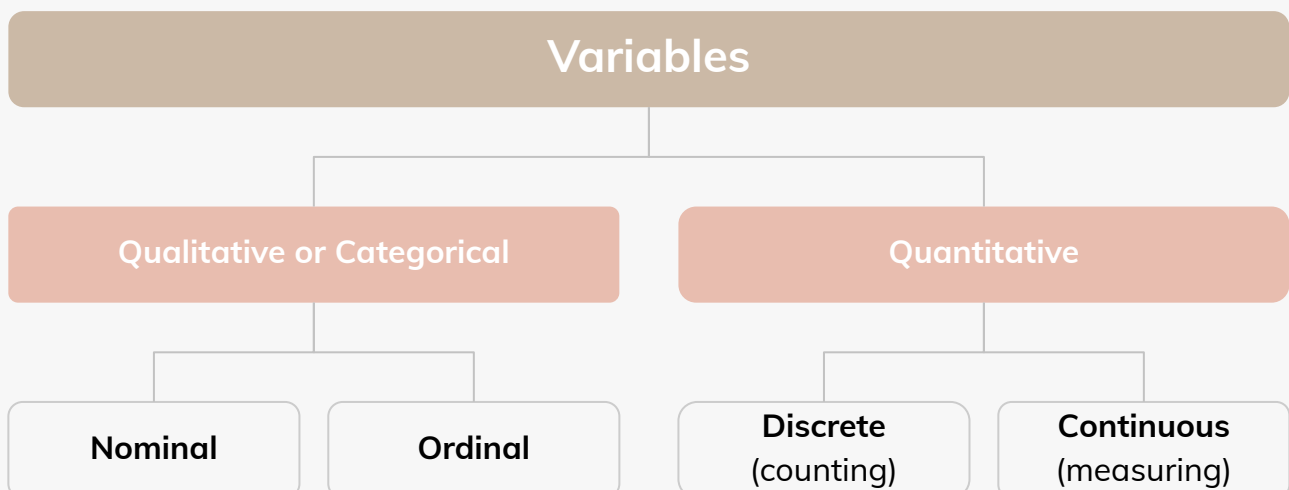 Variables
Qualitative or Categorical
Quantitative
Nominal
Ordinal
Discrete
(counting)
Continuous
(measuring)